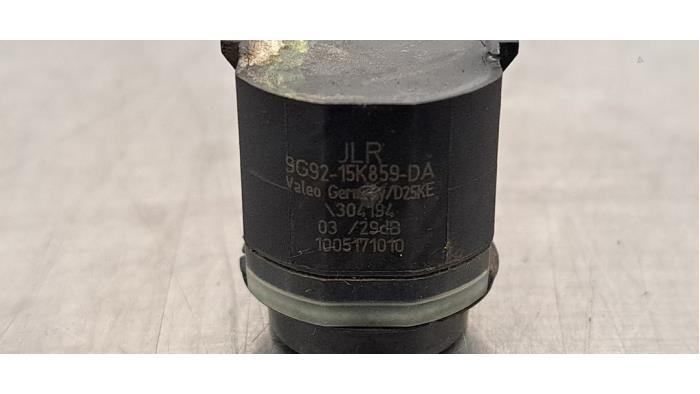 JLR
9G92-15K859-DA
Valeo Germany/D25KE
\304194
03 /29dB
1005171010